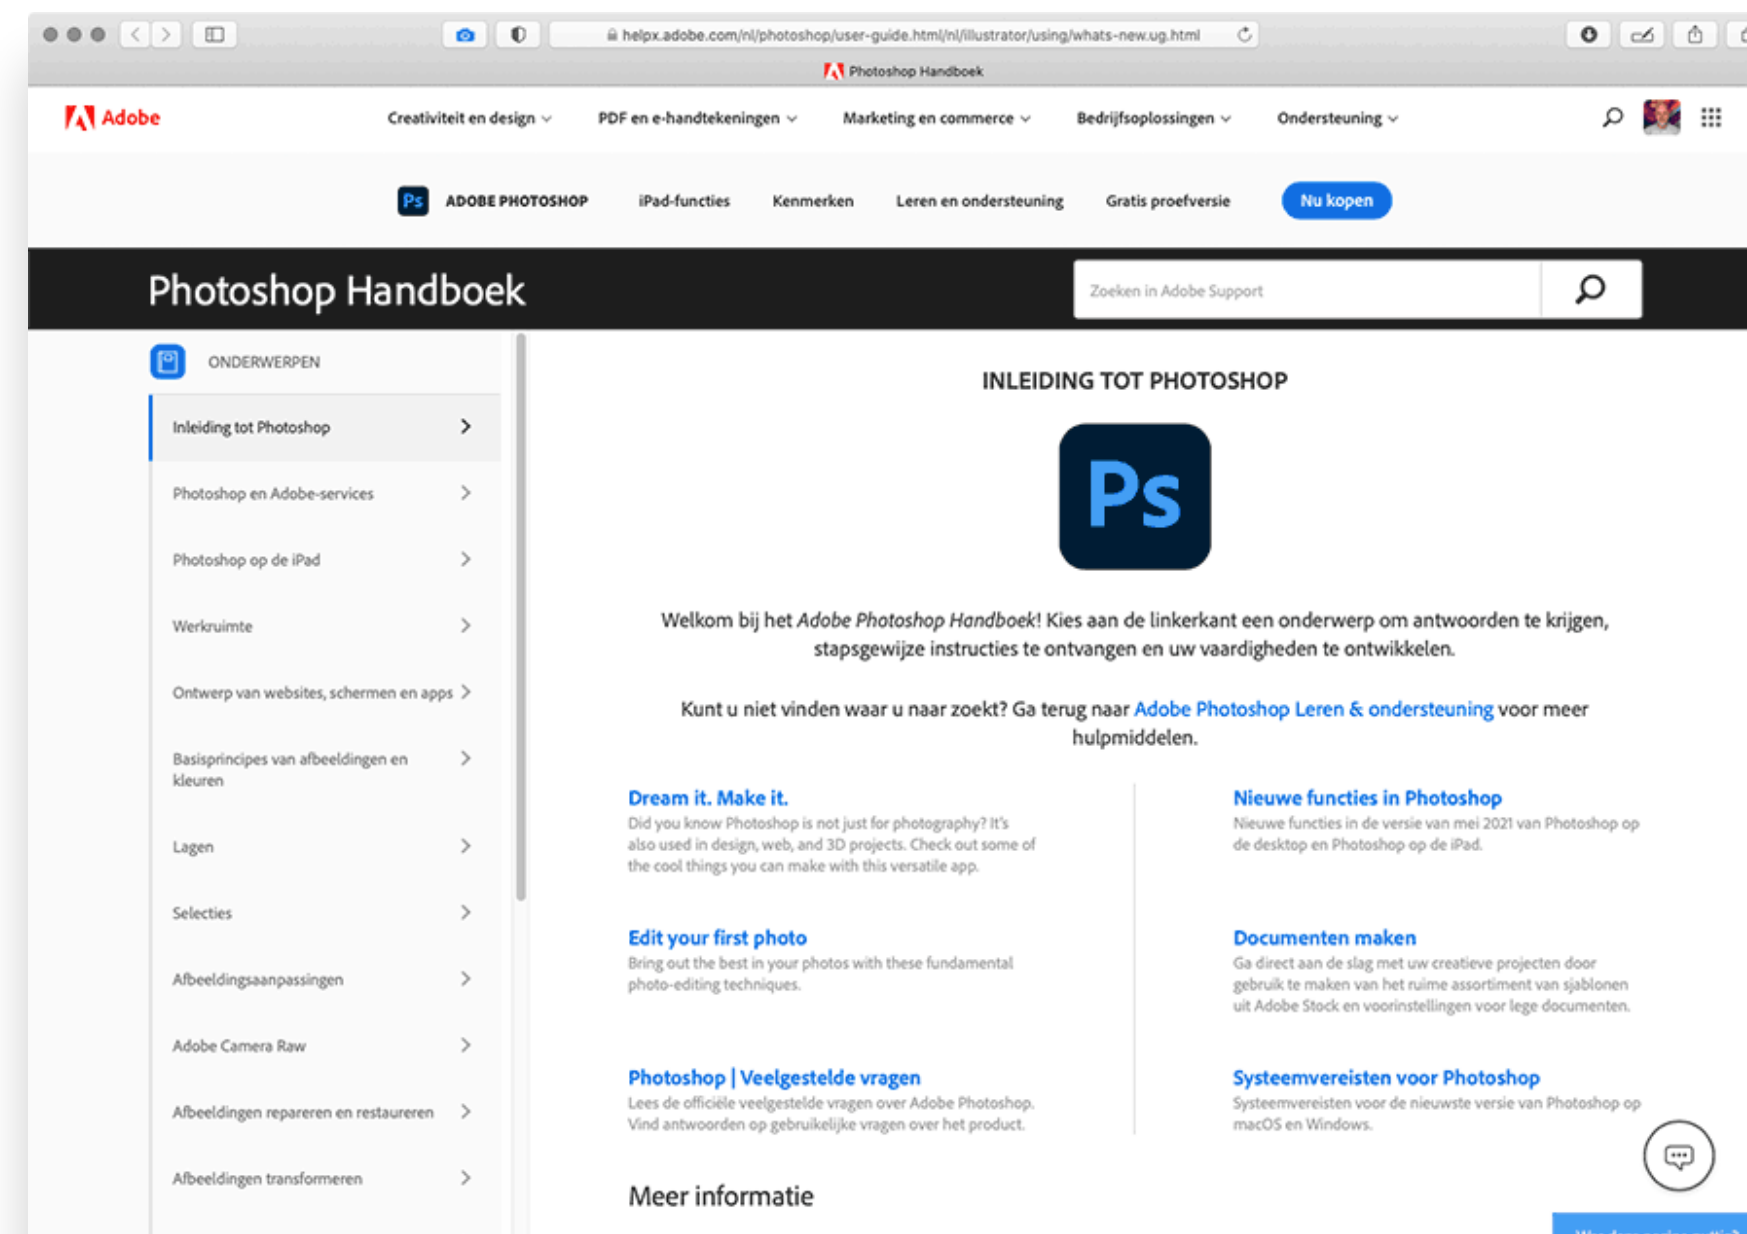 helpx.adobe.com/nl/photoshop/user-guide.html/nl/illustrator/using/whats-new.ug.html
Photoshop Handboek
Adobe
Creativiteit en design
PDF en e-handtekeningen
Marketing en commerce
Bedrijfsoplossingen
Ondersteuning
Ps
ADOBE PHOTOSHOP
iPad-functies
Kenmerken
Leren en ondersteuning
Gratis proefversie
Nu kopen
Photoshop Handboek
Zoeken in Adobe Support
ONDERWERPEN
Inleiding tot Photoshop
Photoshop en Adobe-services
Photoshop op de iPad
Werkruimte
Ontwerp van websites, schermen en apps
Basisprincipes van afbeeldingen en
kleuren
Lagen
Selecties
Afbeeldingsaanpassingen
Adobe Camera Raw
Afbeeldingen repareren en restaureren
Afbeeldingen transformeren
INLEIDING TOT PHOTOSHOP
Ps
Welkom bij het Adobe Photoshop Handboek! Kies aan de linkerkant een onderwerp om antwoorden te krijgen,
stapsgewijze instructies te ontvangen en uw vaardigheden te ontwikkelen.
Kunt u niet vinden waar u naar zoekt? Ga terug naar Adobe Photoshop Leren & ondersteuning voor meer
hulpmiddelen.
Dream it. Make it.
Did you know Photoshop is not just for photography? It's
also used in design, web, and 3D projects. Check out some of
the cool things you can make with this versatile app.
Nieuwe functies in Photoshop
Nieuwe functies in de versie van mei 2021 van Photoshop op
de desktop en Photoshop op de iPad.
Edit your first photo
Bring out the best in your photos with these fundamental
photo-editing techniques.
Documenten maken
Ga direct aan de slag met uw creatieve projecten door
gebruik te maken van het ruime assortiment van sjablonen
uit Adobe Stock en voorinstellingen voor lege documenten.
Photoshop | Veelgestelde vragen
Lees de officiële veelgestelde vragen over Adobe Photoshop.
Vind antwoorden op gebruikelijke vragen over het product.
Systeemvereisten voor Photoshop
Systeemvereisten voor de nieuwste versie van Photoshop op
macOS en Windows.
Meer informatie